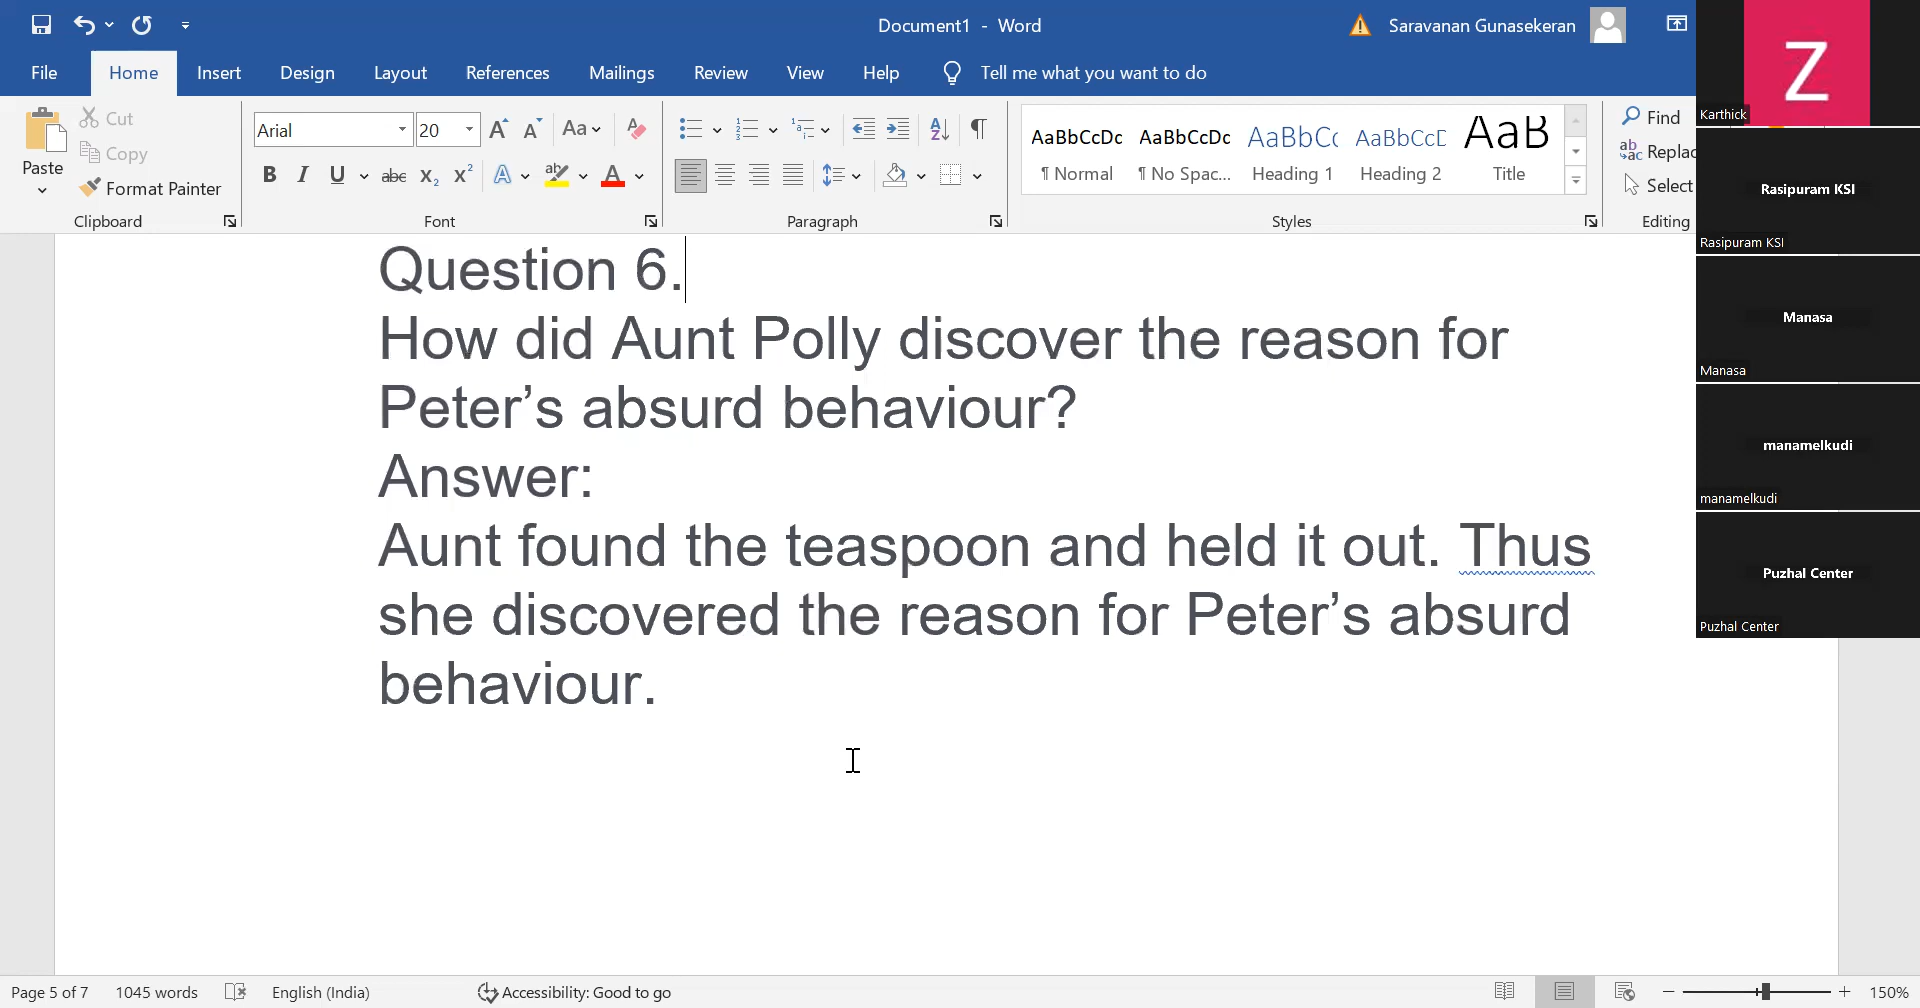 Document1 - Word
Saravanan Gunasekeran
File Home Insert Design Layout References Mailings Review View Help Tell me what you want to do
Paste
Cut
Copy
Format Painter
Clipboard
Arial 20
Aa
B I U abc X₂ X² A ab A
Font
Paragraph
AaBbCcDc AaBbCcDc AaBbCc AaBbCcD AaB
¶ Normal ¶ No Spac... Heading 1 Heading 2 Title
Styles
Find
Replac
Select
Editing
Z
Karthick
Rasipuram KSI
Rasipuram KSI
Manasa
Manasa
manamelkudi
manamelkudi
Puzhal Center
Puzhal Center
Question 6.
How did Aunt Polly discover the reason for
Peter’s absurd behaviour?
Answer:
Aunt found the teaspoon and held it out. Thus
she discovered the reason for Peter’s absurd
behaviour.
Page 5 of 7 1045 words English (India) Accessibility: Good to go 150%